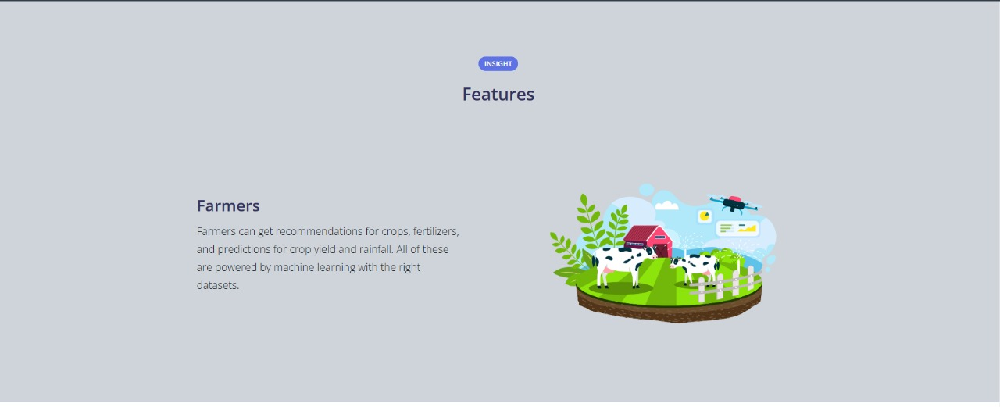 INSIGHT
Features
Farmers
Farmers can get recommendations for crops, fertilizers,
and predictions for crop yield and rainfall. All of these
are powered by machine learning with the right
datasets.